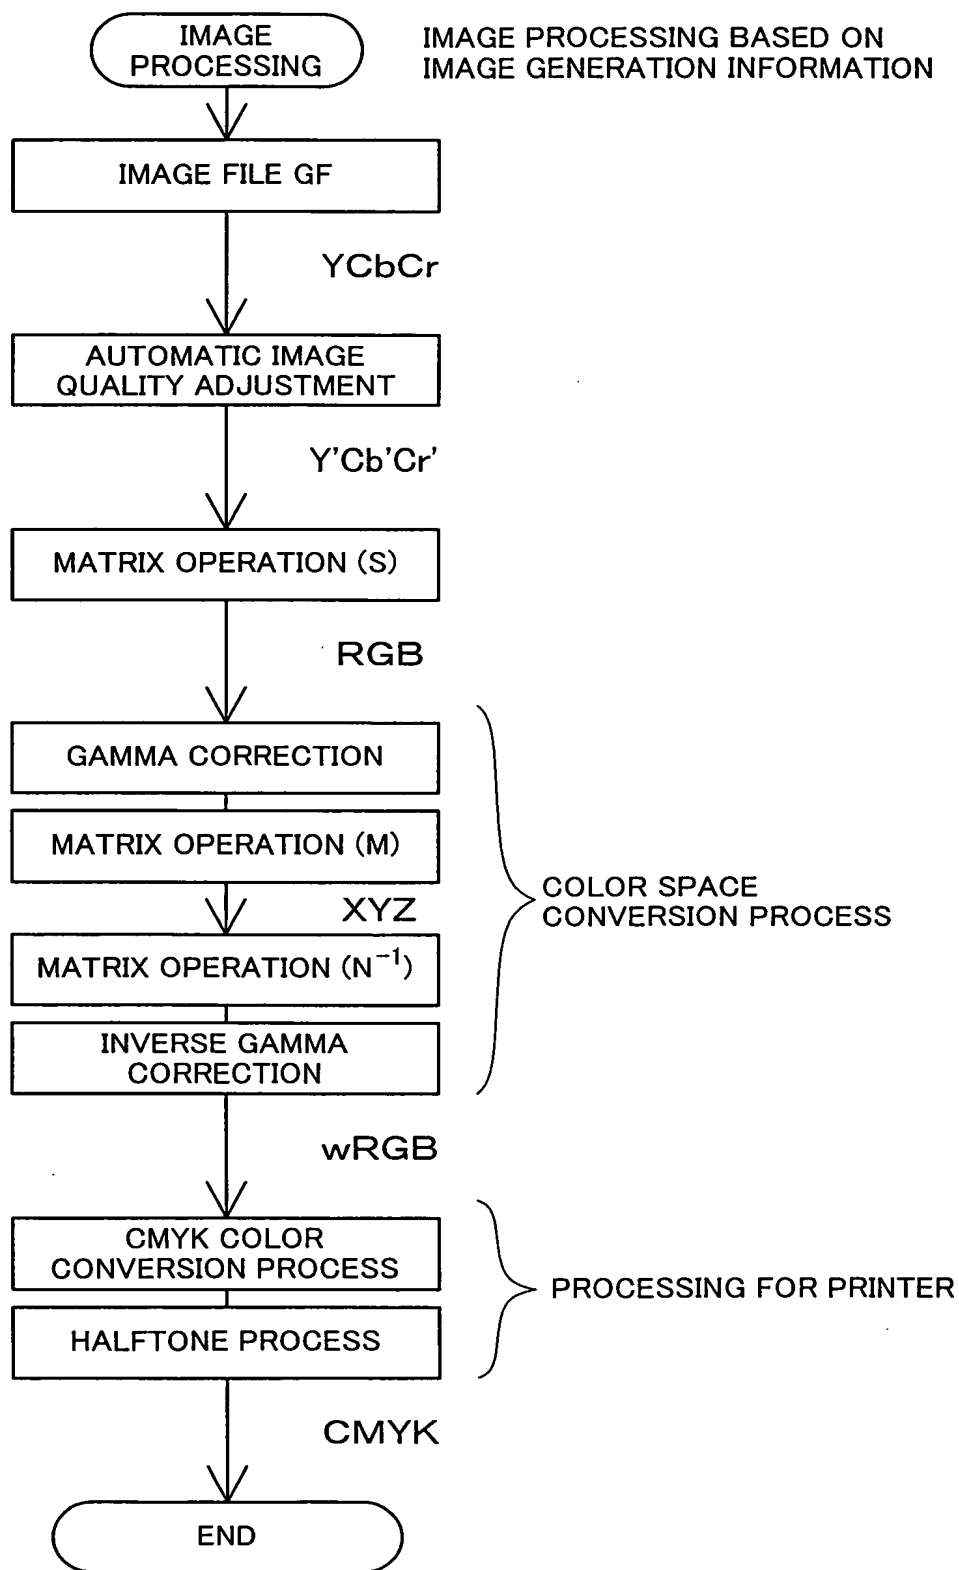 IMAGE
PROCESSING
IMAGE PROCESSING BASED ON
IMAGE GENERATION INFORMATION
IMAGE FILE GF
YCbCr
AUTOMATIC IMAGE
QUALITY ADJUSTMENT
Y'Cb'Cr'
MATRIX OPERATION (S)
RGB
GAMMA CORRECTION
MATRIX OPERATION (M)
XYZ
COLOR SPACE
CONVERSION PROCESS
MATRIX OPERATION (N⁻¹)
INVERSE GAMMA
CORRECTION
wRGB
CMYK COLOR
CONVERSION PROCESS
PROCESSING FOR PRINTER
HALFTONE PROCESS
CMYK
END